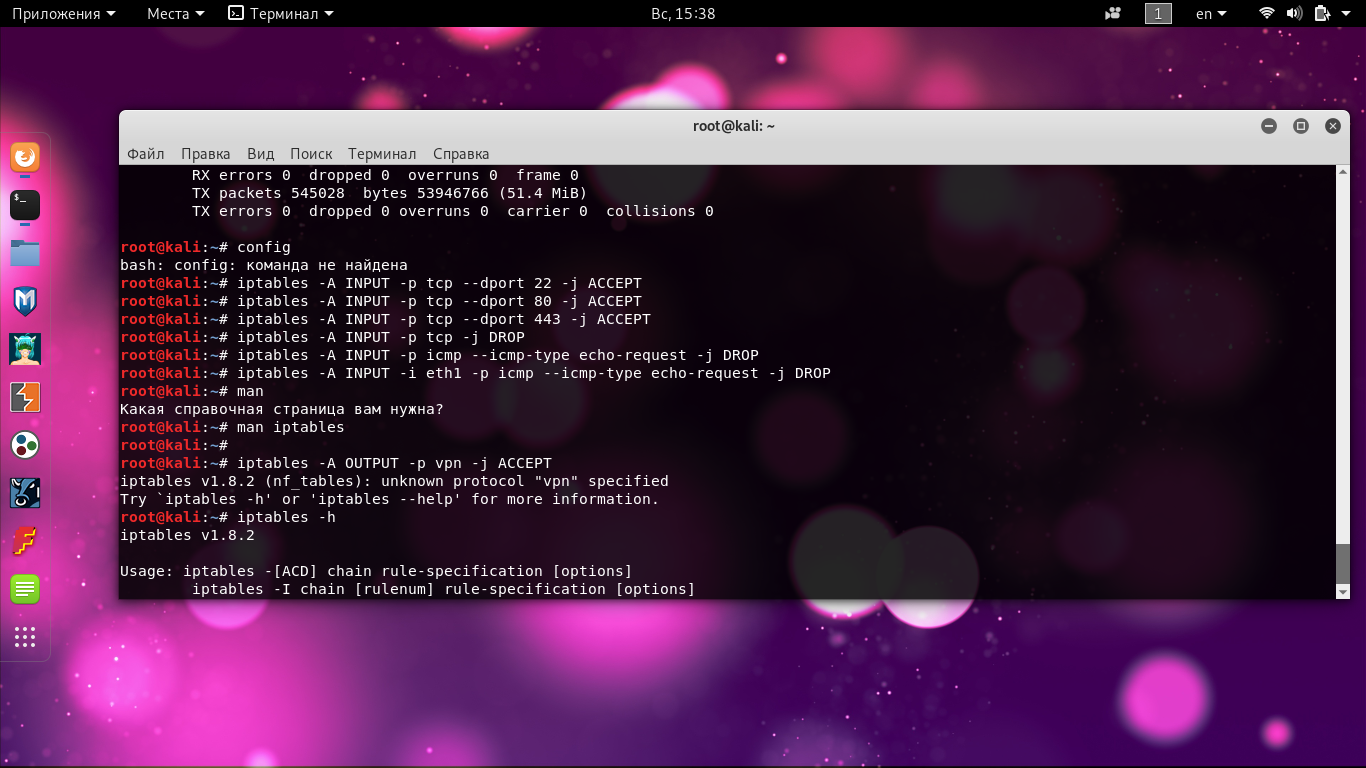 Приложения Места Терминал Вс, 15:38 1 en
root@kali: ~
Файл Правка Вид Поиск Терминал Справка
RX errors 0  dropped 0  overruns 0  frame 0
TX packets 545028  bytes 53946766 (51.4 MiB)
TX errors 0  dropped 0 overruns 0  carrier 0  collisions 0
root@kali:~# config
bash: config: команда не найдена
root@kali:~# iptables -A INPUT -p tcp --dport 22 -j ACCEPT
root@kali:~# iptables -A INPUT -p tcp --dport 80 -j ACCEPT
root@kali:~# iptables -A INPUT -p tcp --dport 443 -j ACCEPT
root@kali:~# iptables -A INPUT -p tcp -j DROP
root@kali:~# iptables -A INPUT -p icmp --icmp-type echo-request -j DROP
root@kali:~# iptables -A INPUT -i eth1 -p icmp --icmp-type echo-request -j DROP
root@kali:~# man
Какая справочная страница вам нужна?
root@kali:~# man iptables
root@kali:~#
root@kali:~# iptables -A OUTPUT -p vpn -j ACCEPT
iptables v1.8.2 (nf_tables): unknown protocol "vpn" specified
Try `iptables -h' or 'iptables --help' for more information.
root@kali:~# iptables -h
iptables v1.8.2
Usage: iptables -[ACD] chain rule-specification [options]
iptables -I chain [rulenum] rule-specification [options]